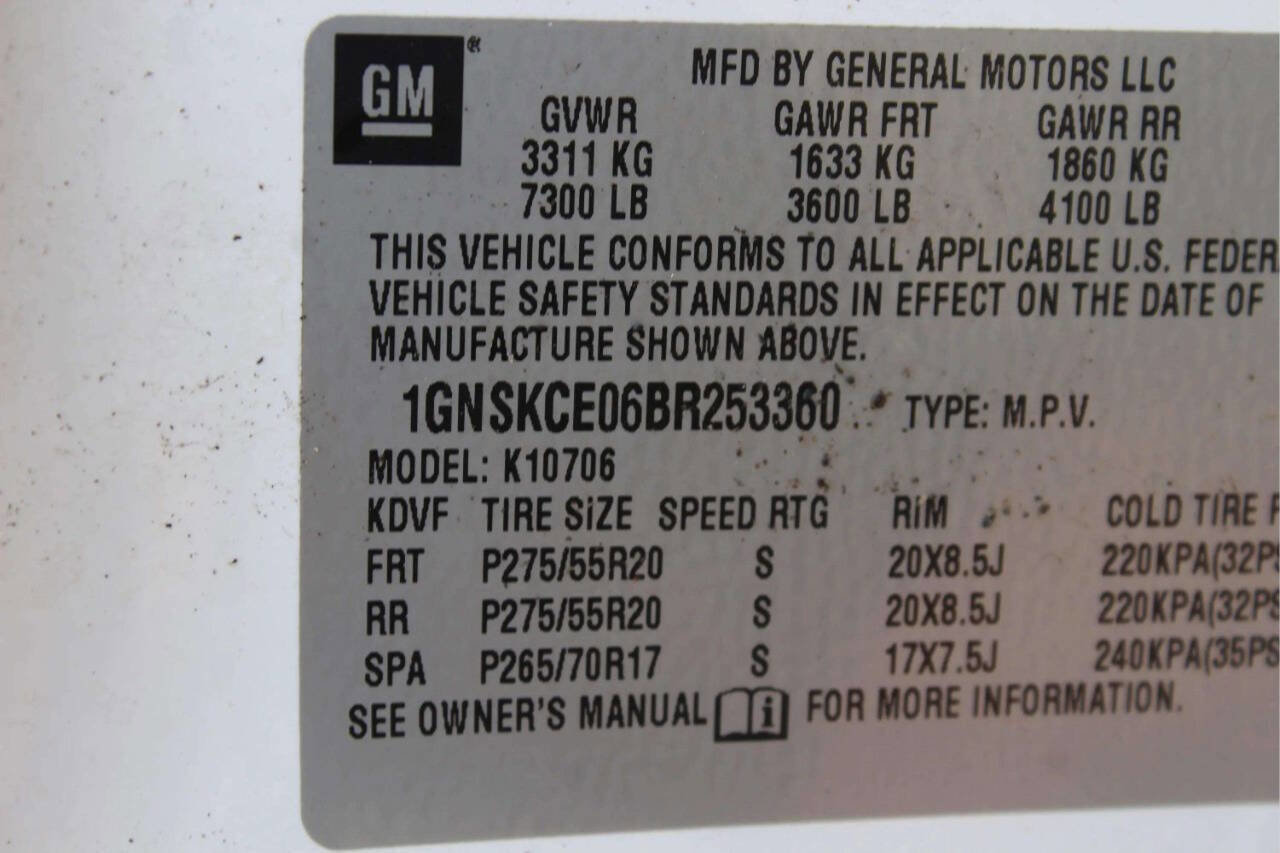 GM®
MFD BY GENERAL MOTORS LLC
GVWR GAWR FRT GAWR RR
3311 KG 1633 KG 1860 KG
7300 LB 3600 LB 4100 LB
THIS VEHICLE CONFORMS TO ALL APPLICABLE U.S. FEDER
VEHICLE SAFETY STANDARDS IN EFFECT ON THE DATE OF
MANUFACTURE SHOWN ABOVE.
1GNSKCE06BR253360 TYPE: M.P.V.
MODEL: K10706
KDVF TIRE SIZE SPEED RTG RIM COLD TIRE
FRT P275/55R20 S 20X8.5J 220KPA(32PS
RR P275/55R20 S 20X8.5J 220KPA(32PS
SPA P265/70R17 S 17X7.5J 240KPA(35PS
SEE OWNER'S MANUAL i FOR MORE INFORMATION.